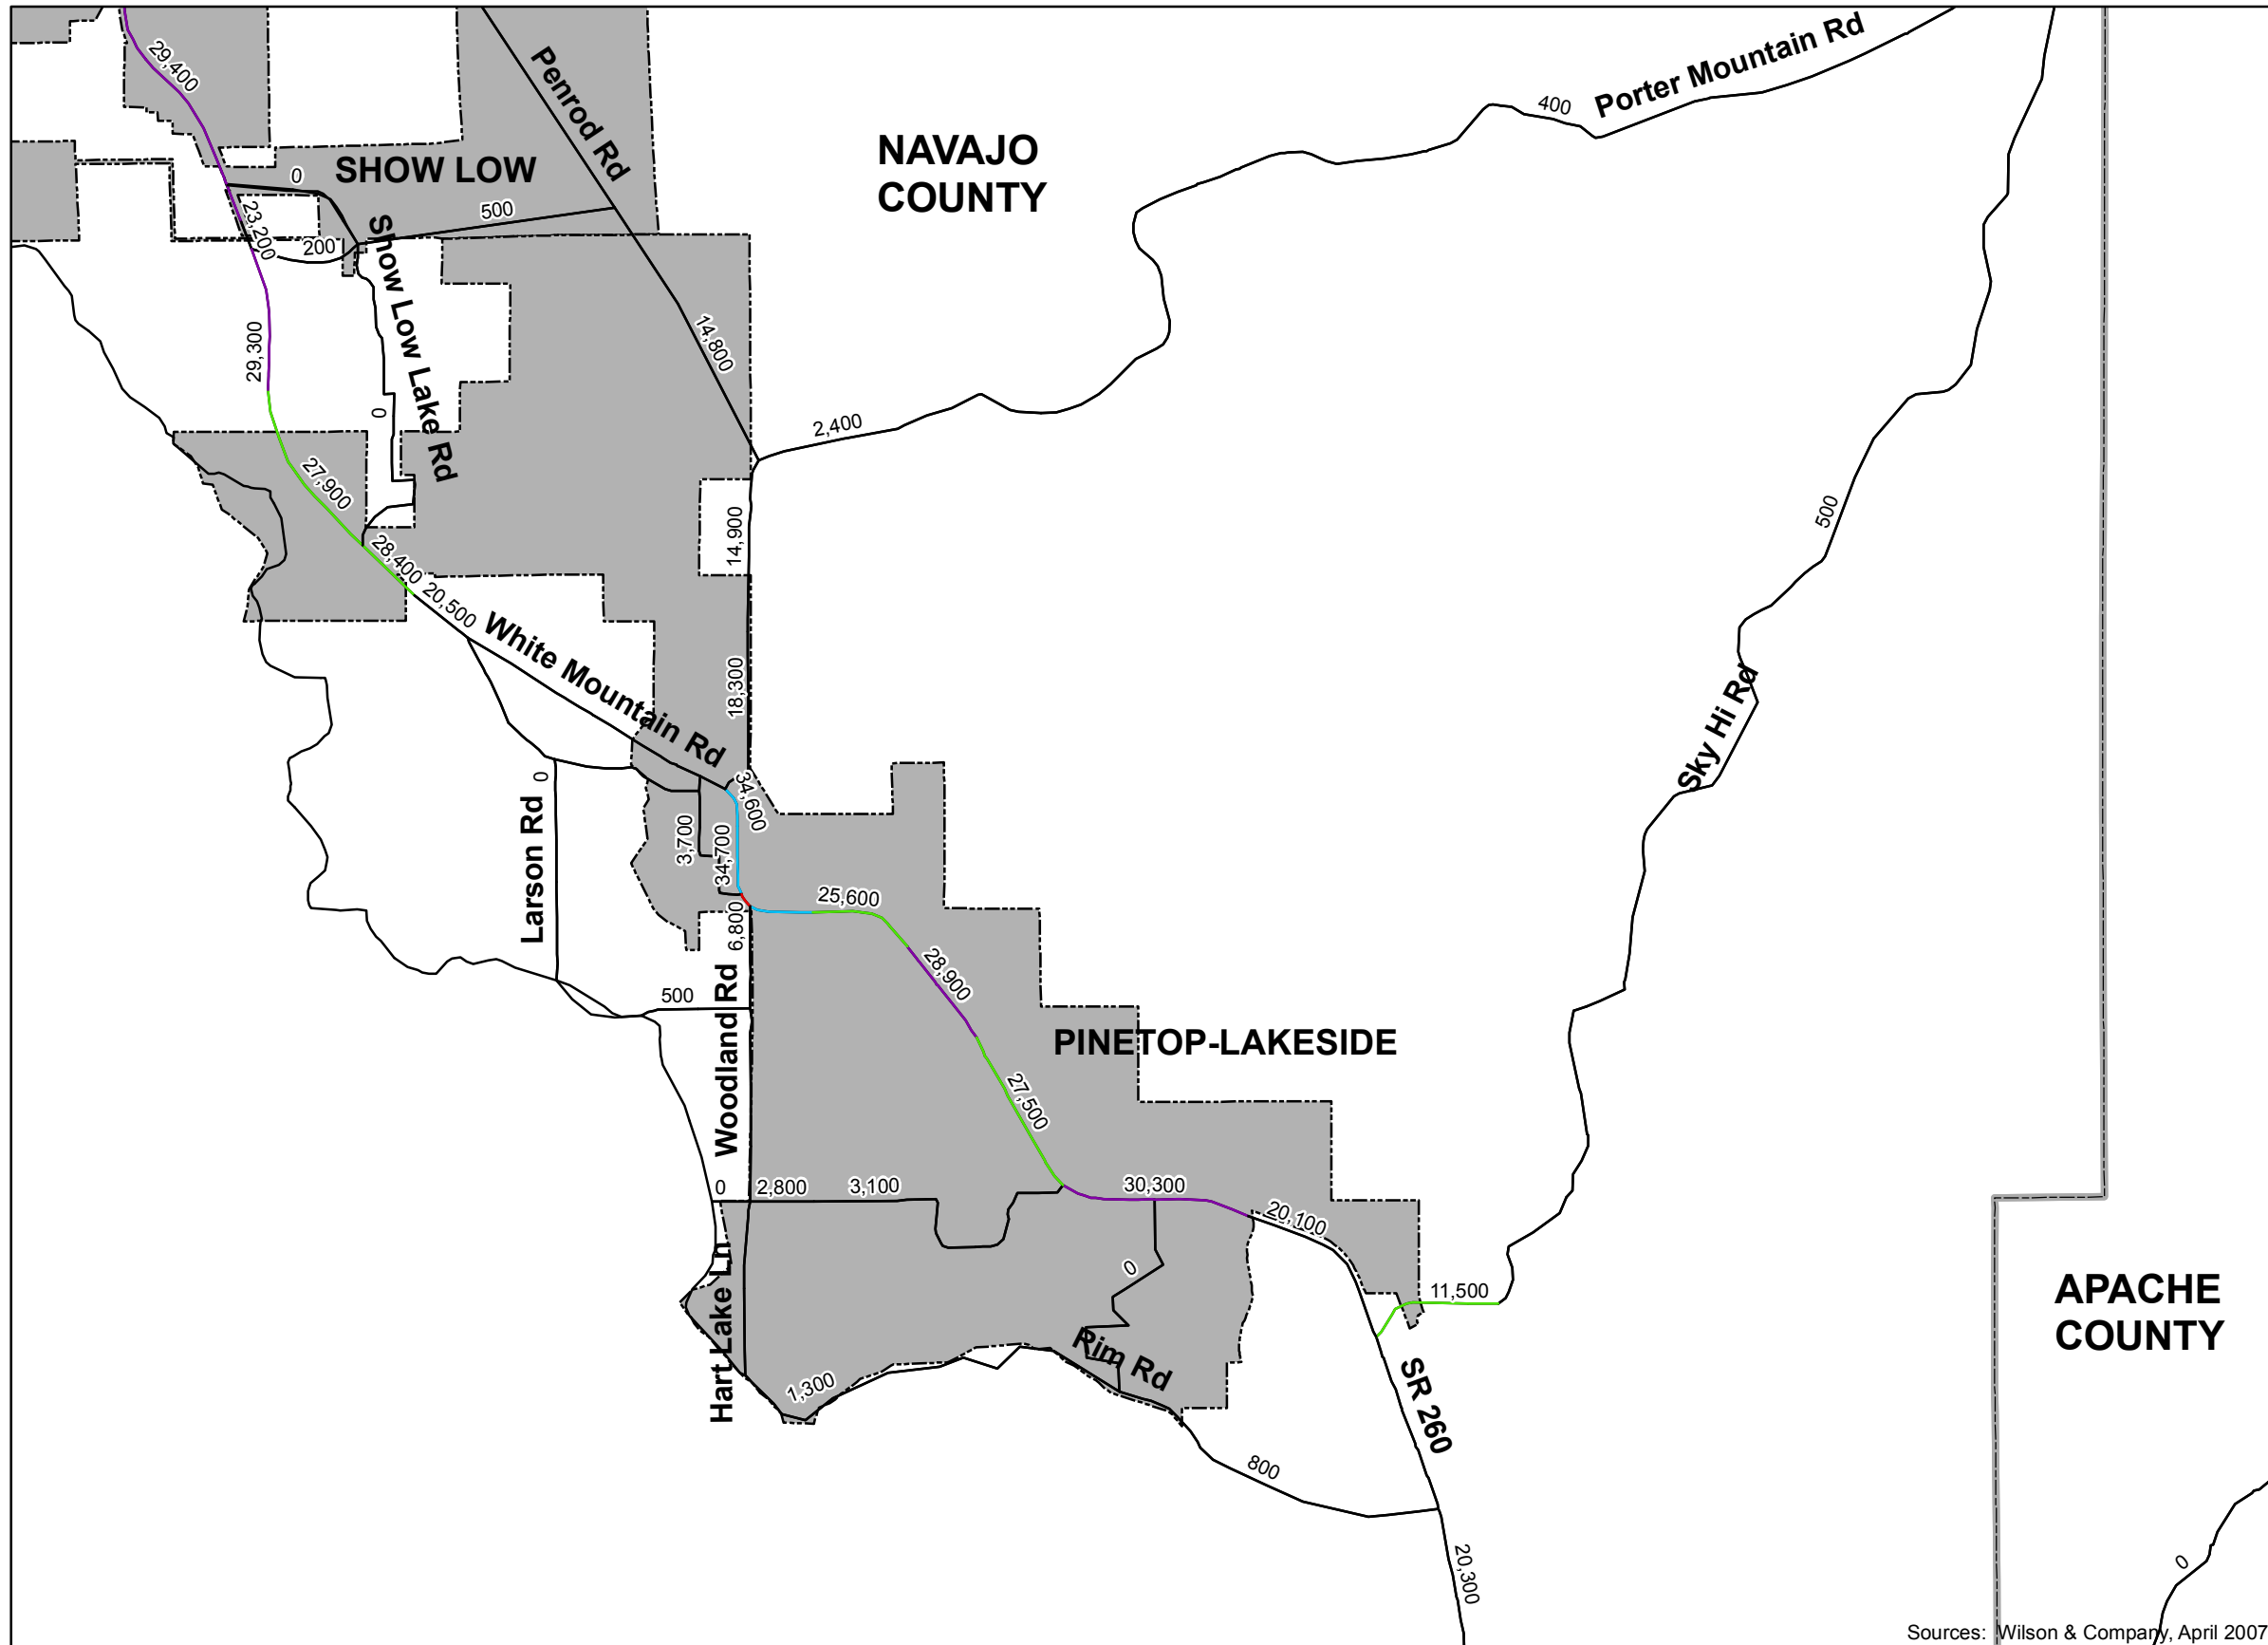 29,400
Penrod Rd
400
Porter Mountain Rd
NAVAJO
COUNTY
SHOW LOW
0
500
23,200
200
Show Low Lake Rd
29,300
14,800
0
2,400
27,900
500
14,900
28,400
20,500
White Mountain Rd
18,300
Sky Hi Rd
0
34,600
Larson Rd
3,700
34,700
25,600
6,800
28,900
500
Woodland Rd
PINETOP-LAKESIDE
27,500
0
2,800
3,100
30,300
20,100
0
11,500
APACHE
COUNTY
Hart Lake Ln
Rim Rd
1,300
SR 260
800
20,300
0
Sources: Wilson & Company, April 2007